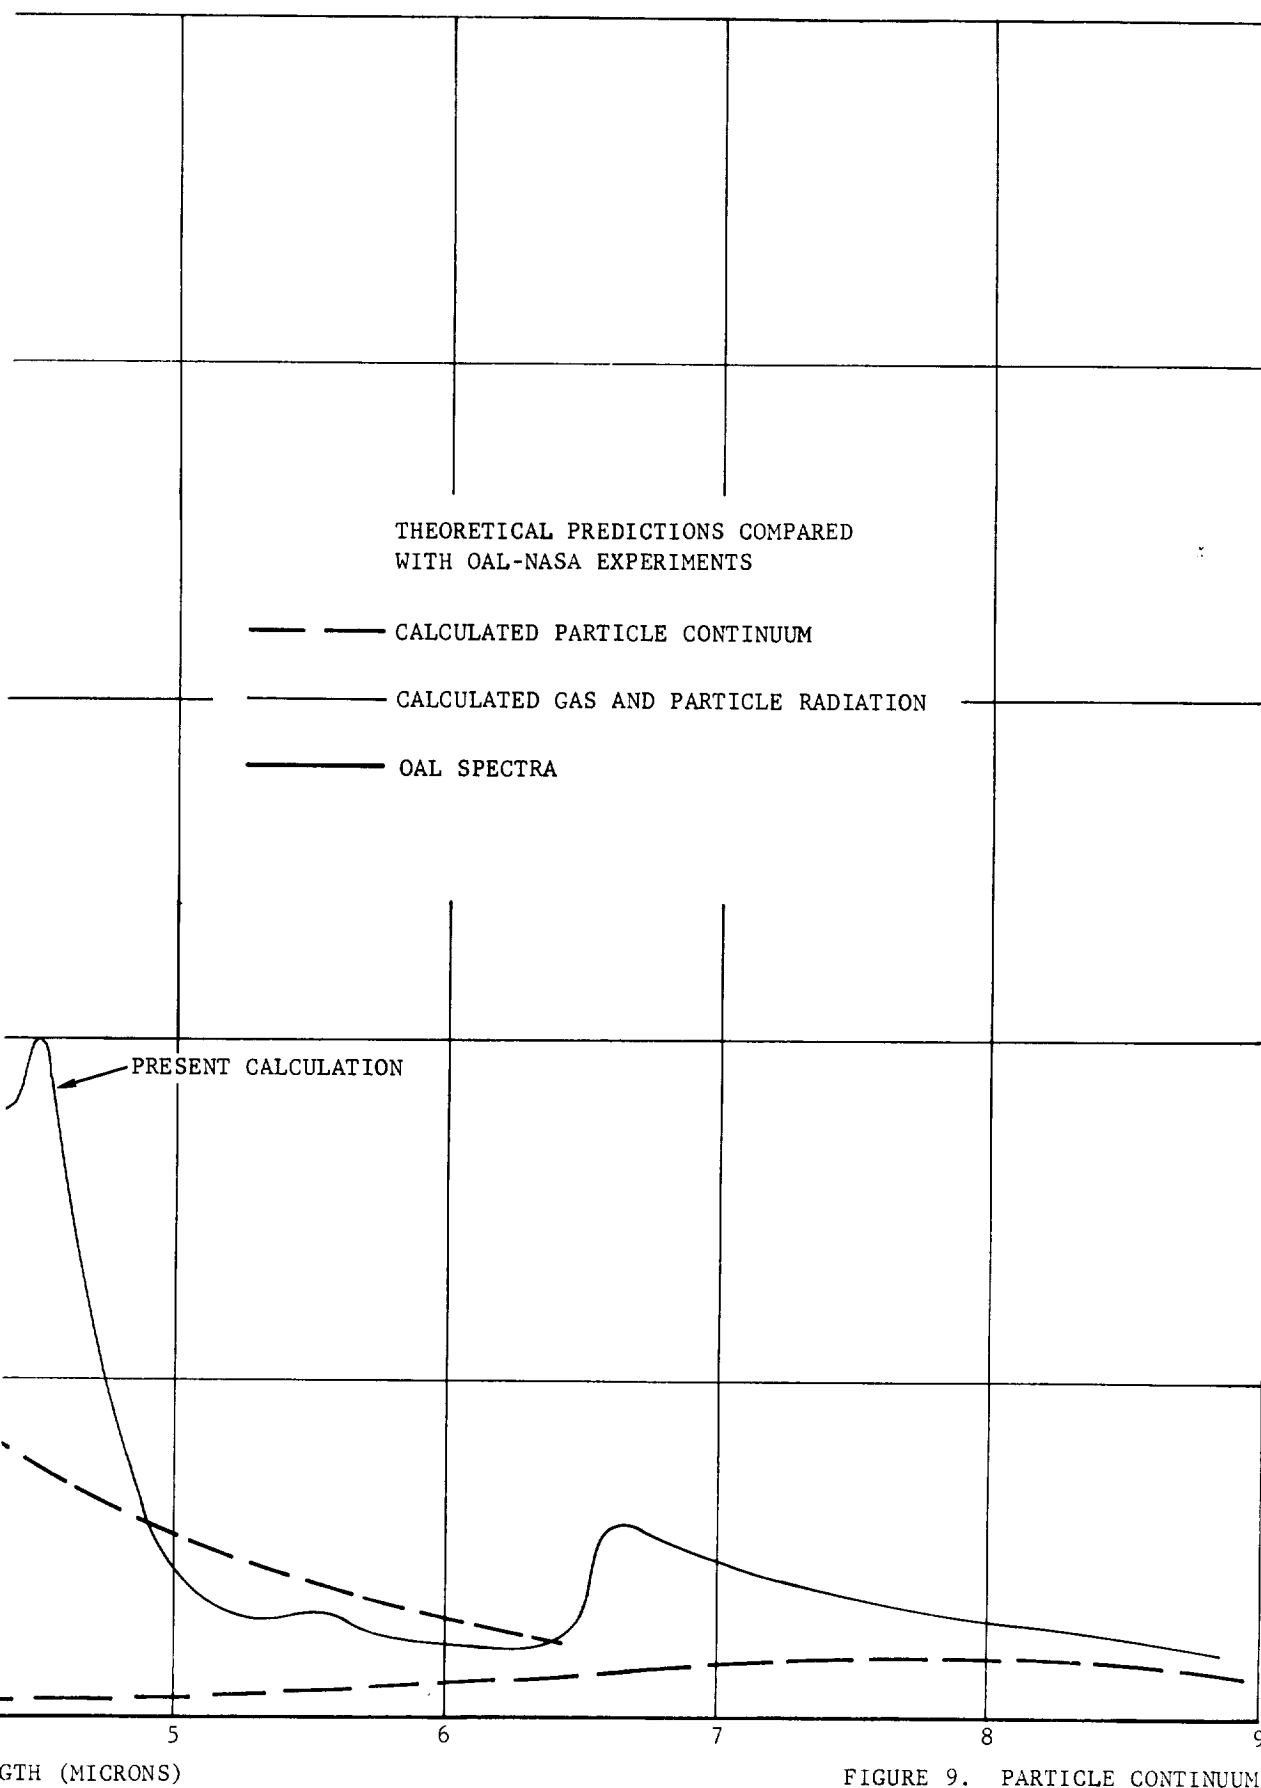 THEORETICAL PREDICTIONS COMPARED
WITH OAL-NASA EXPERIMENTS
CALCULATED PARTICLE CONTINUUM
CALCULATED GAS AND PARTICLE RADIATION
OAL SPECTRA
PRESENT CALCULATION
5 6 7 8 9
GTH (MICRONS)
FIGURE 9. PARTICLE CONTINUUM